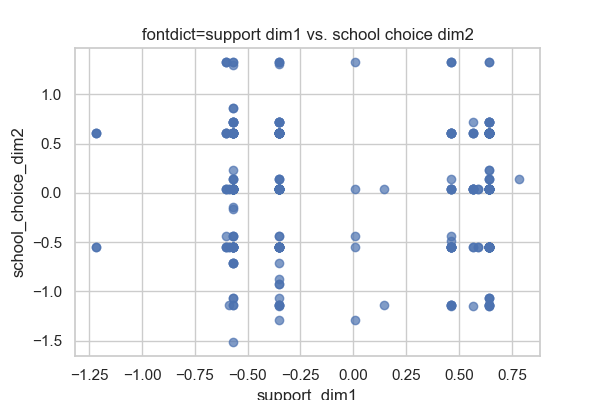 fontdict=support dim1 vs. school choice dim2
1.0
0.5
0.0
−0.5
−1.0
−1.5
school_choice_dim2
−1.25 −1.00 −0.75 −0.50 −0.25 0.00 0.25 0.50 0.75
support_dim1